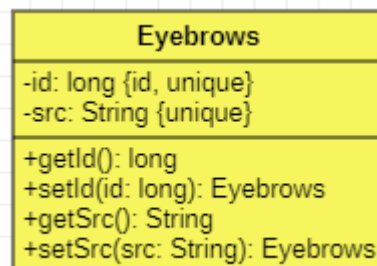 Eyebrows
-id: long {id, unique}
-src: String {unique}
+getId(): long
+setId(id: long): Eyebrows
+getSrc(): String
+setSrc(src: String): Eyebrows